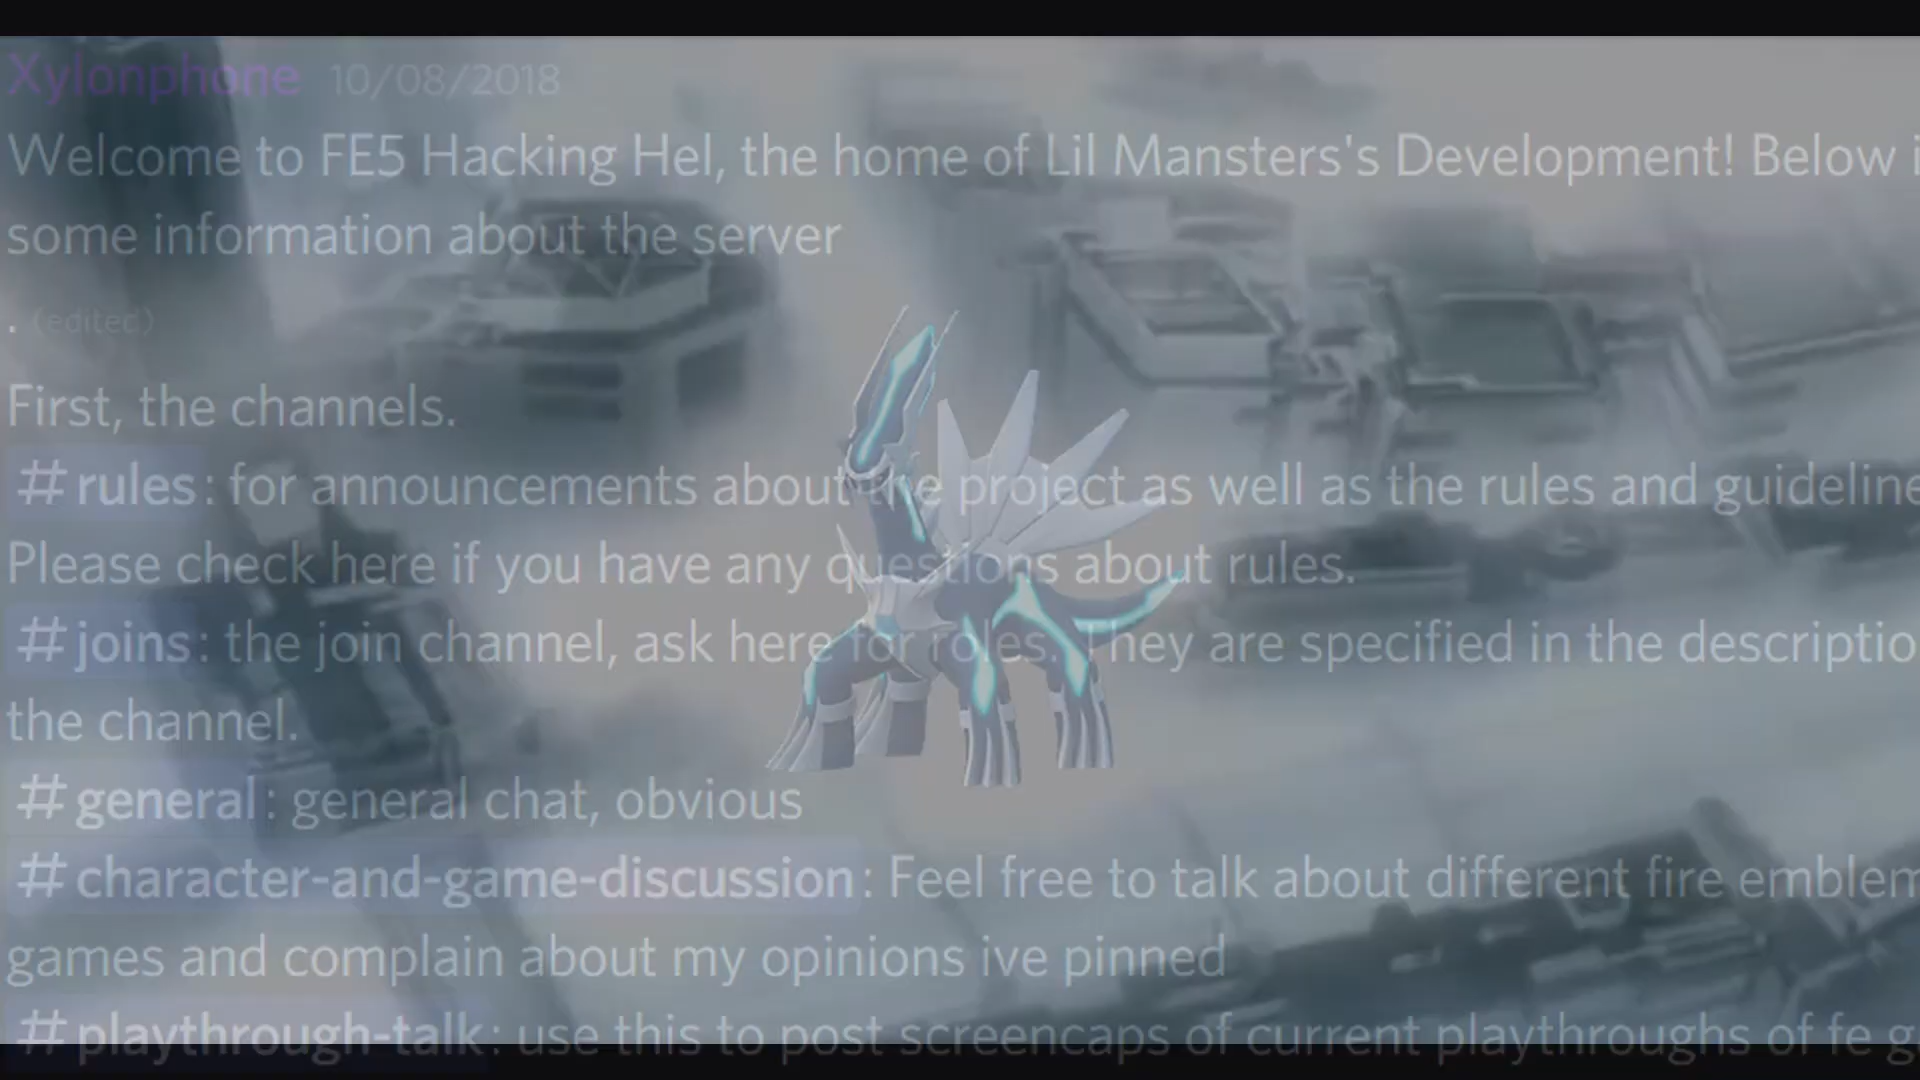 Xylonphone 10/08/2018
Welcome to FE5 Hacking Hel, the home of Lil Mansters's Development! Below i
some information about the server
. (edited)
First, the channels.
#rules: for announcements about the project as well as the rules and guideline
Please check here if you have any questions about rules.
#joins: the join channel, ask here for roles. They are specified in the descriptio
the channel.
#general: general chat, obvious
#character-and-game-discussion: Feel free to talk about different fire emblem
games and complain about my opinions ive pinned
#playthrough-talk: use this to post screencaps of current playthroughs of fe g